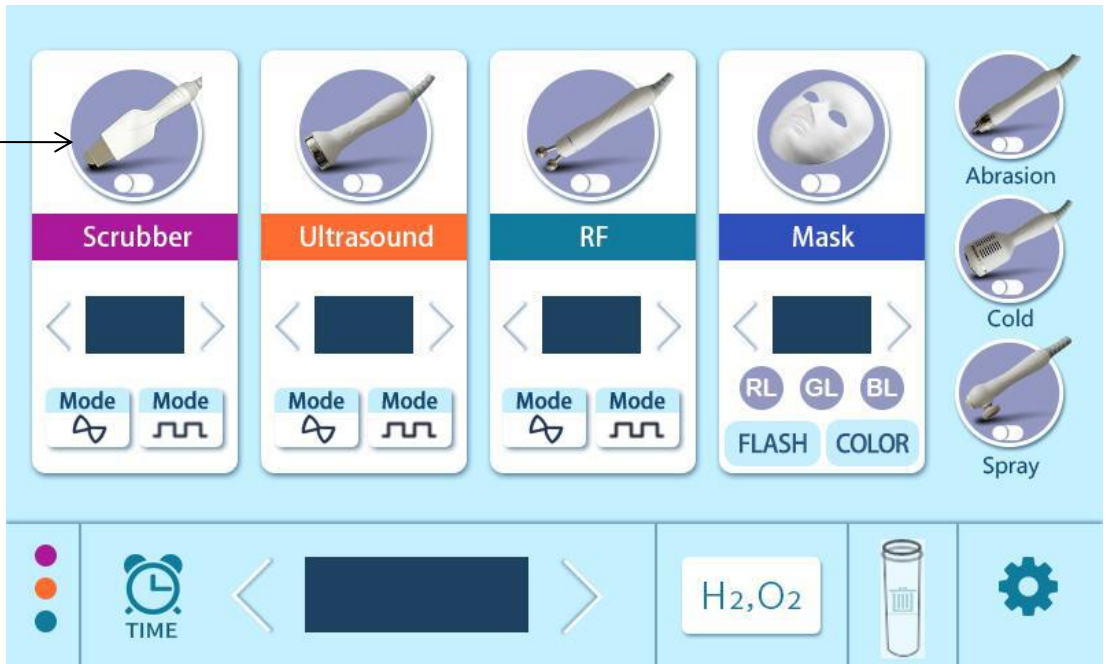 Scrubber
Ultrasound
RF
Mask
Abrasion
Cold
Spray
Mode Mode
Mode Mode
Mode Mode
RL GL BL
FLASH COLOR
TIME
H2,O2